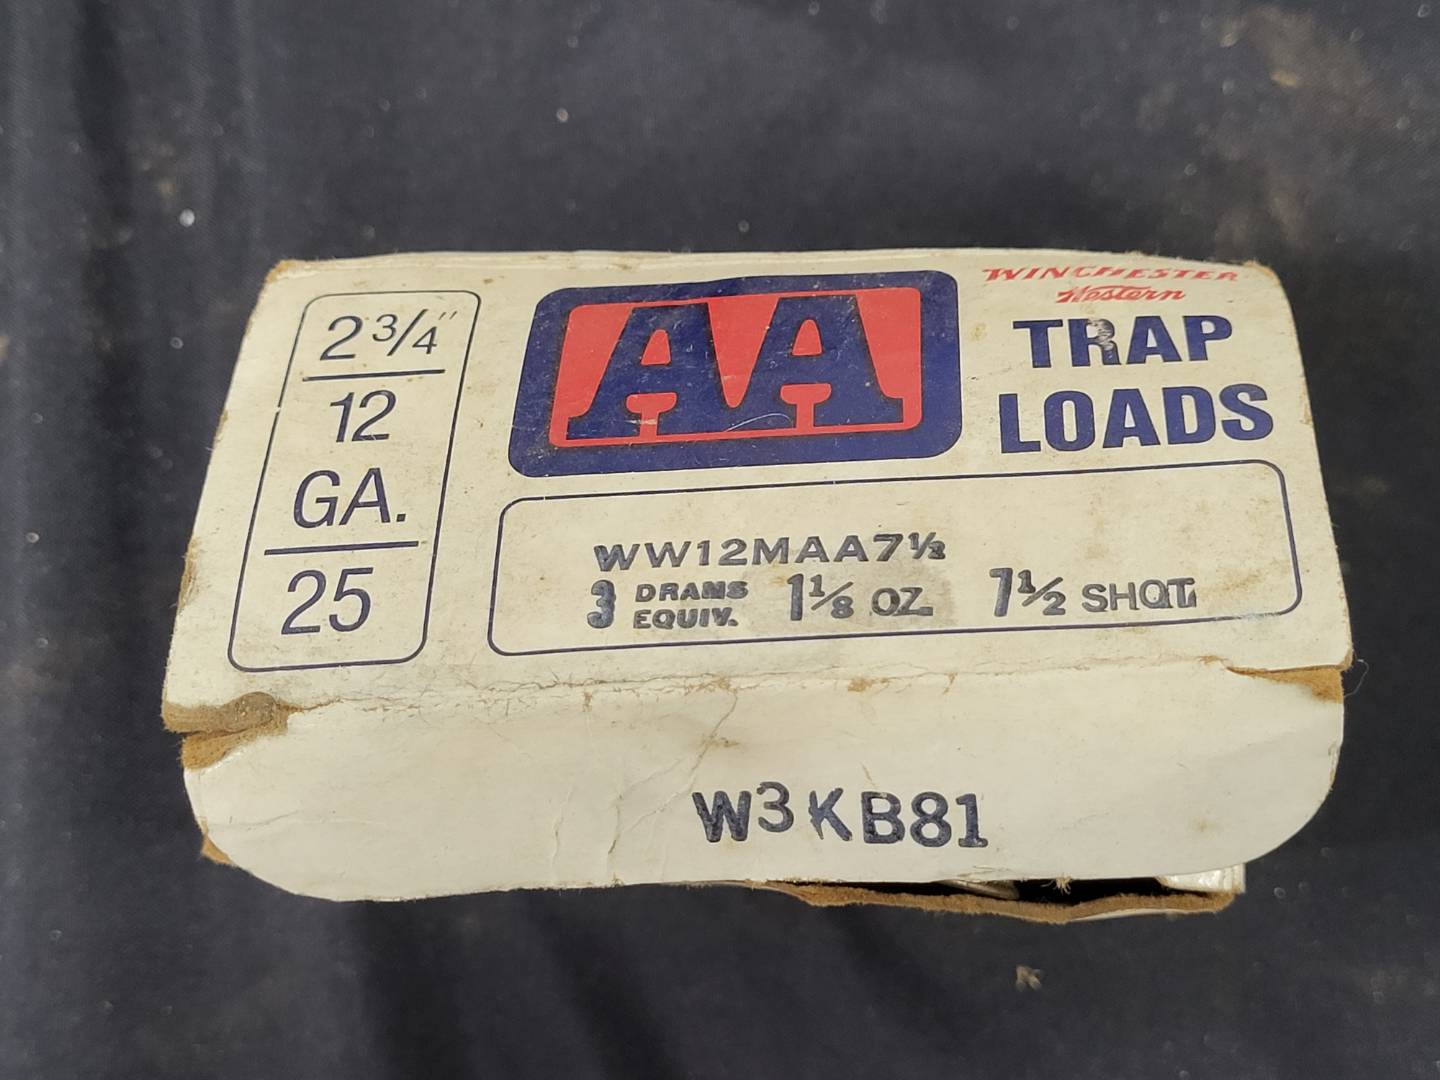 2 3/4"
12
GA.
25
AA
WINCHESTER
Western
TRAP
LOADS
WW12MAA7½
3 DRAMS EQUIV. 1⅛ OZ. 7½ SHOT.
W3KB81